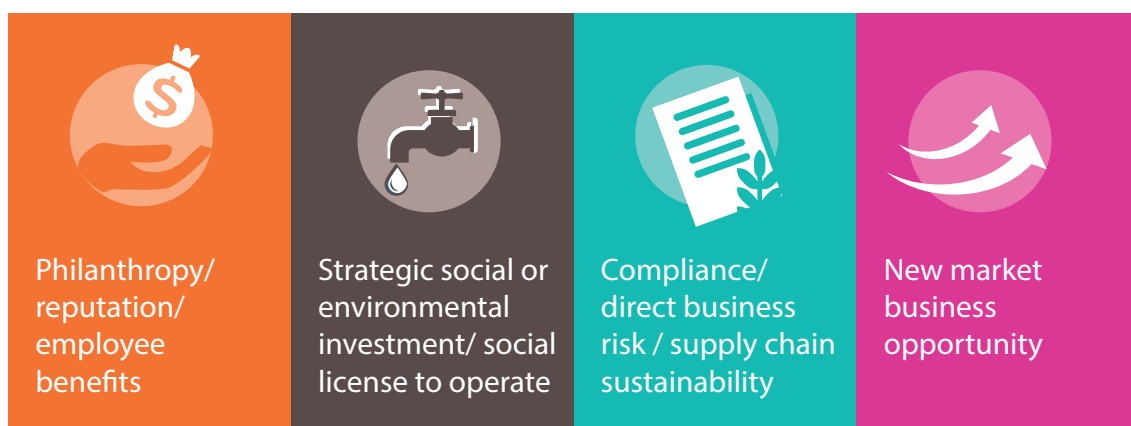 $
Philanthropy/
reputation/
employee
benefits
Strategic social or
environmental
investment/ social
license to operate
Compliance/
direct business
risk / supply chain
sustainability
New market
business
opportunity